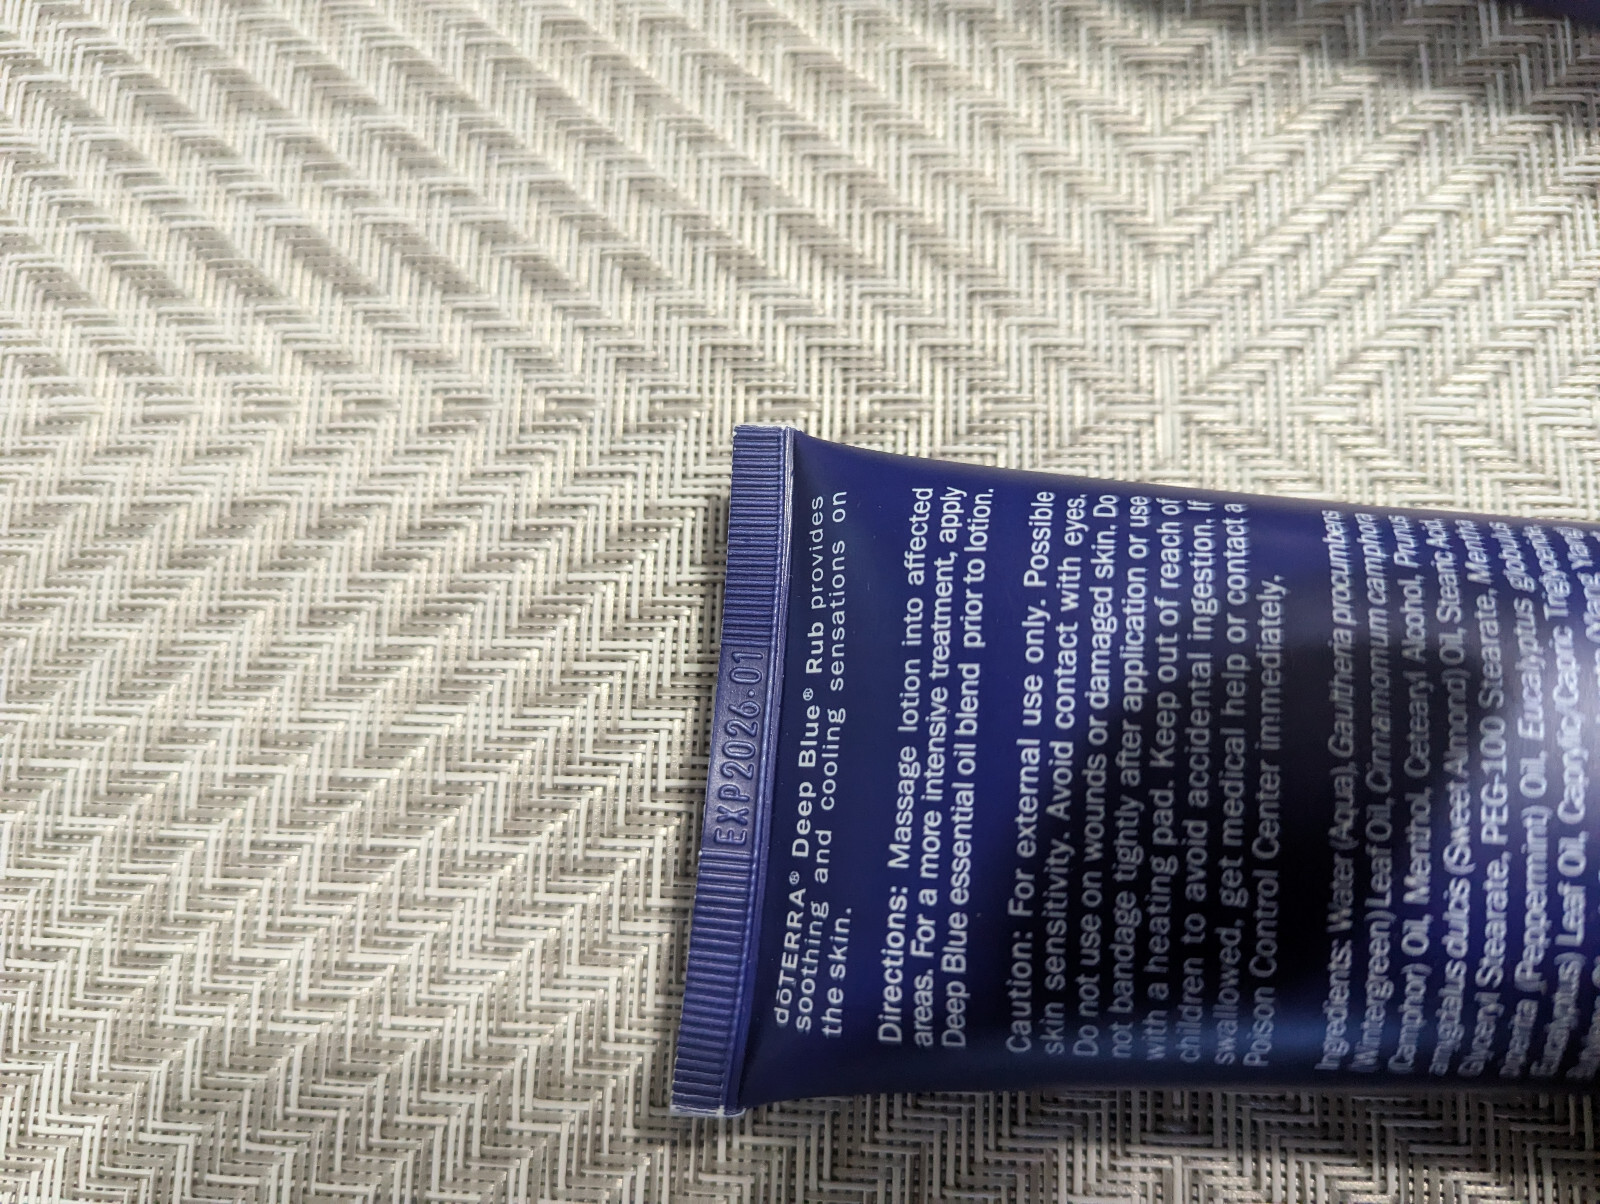 EXP2026.01
dōTERRA® Deep Blue® Rub provides
soothing and cooling sensations on
the skin.
Directions: Massage lotion into affected
areas. For a more intensive treatment, apply
Deep Blue essential oil blend prior to lotion.
Caution: For external use only. Possible
skin sensitivity. Avoid contact with eyes.
Do not use on wounds or damaged skin. Do
not bandage tightly after application or use
with a heating pad. Keep out of reach of
children to avoid accidental ingestion. If
swallowed, get medical help or contact a
Poison Control Center immediately.
Ingredients: Water (Aqua), Gaultheria procumbens
(Wintergreen) Leaf Oil, Cinnamomum camphora
(Camphor) Oil, Menthol, Cetearyl Alcohol, Prunus
amygdalus dulcis (Sweet Almond) Oil, Stearic Acid,
Glyceryl Stearate, PEG-100 Stearate, Mentha
piperita (Peppermint) Oil, Eucalyptus globulus
(Eucalyptus) Leaf Oil, Caprylic/Capric Triglyceride,